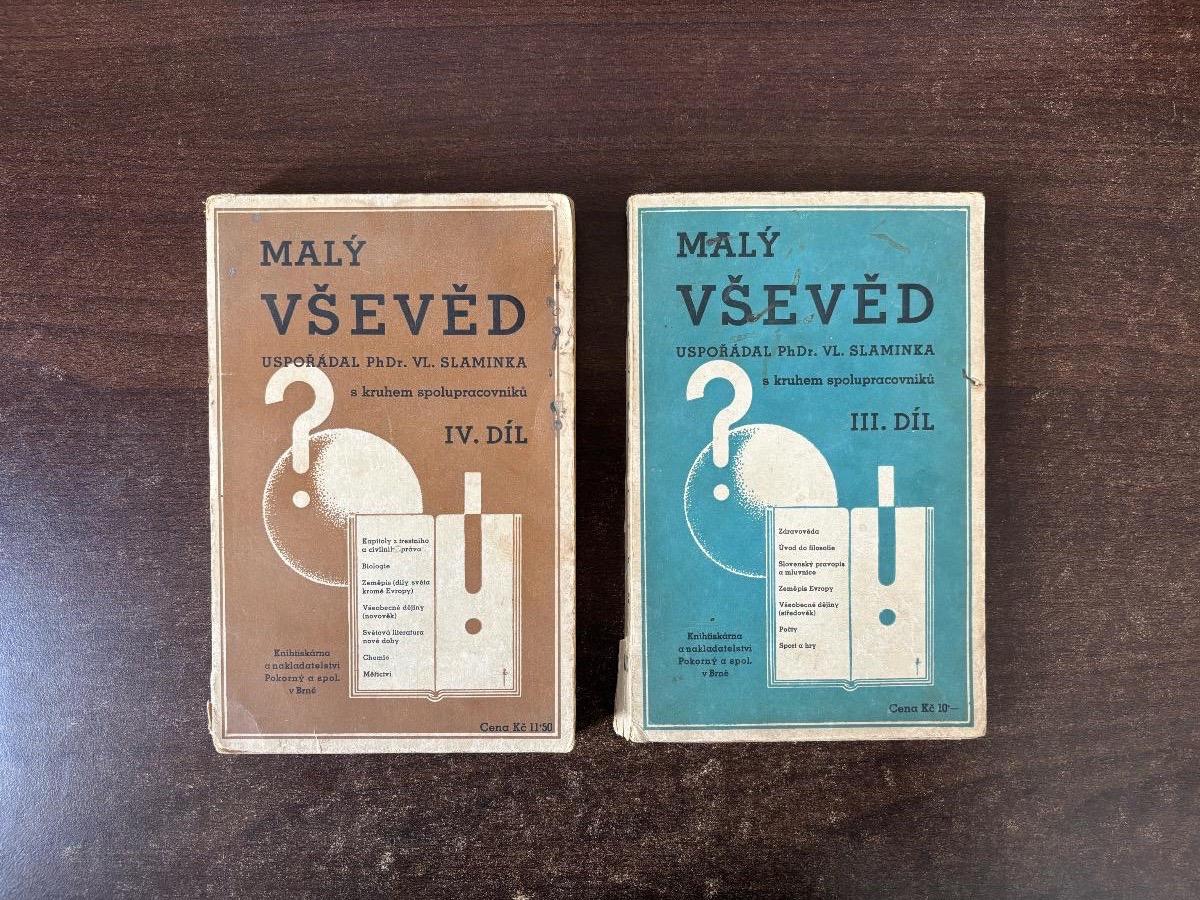 MALÝ
VŠEVĚD
USPOŘÁDAL PhDr. VL. SLAMINKA
s kruhem spolupracovníků
IV. DÍL
Kapitoly z trestního
a civilního práva
Biologie
Zeměpis (díly světa
kromě Evropy)
Všeobecné dějiny
(novověk)
Světová literatura
nové doby
Chemie
Měřictví
Knihtiskárna
a nakladatelství
Pokorný a spol.
v Brně
Cena Kč 11·50
MALÝ
VŠEVĚD
USPOŘÁDAL PhDr. VL. SLAMINKA
s kruhem spolupracovníků
III. DÍL
Zdravověda
Úvod do filosofie
Slovenský pravopis
a mluvnice
Zeměpis Evropy
Všeobecné dějiny
(středověk)
Počty
Sport a hry
Knihtiskárna
a nakladatelství
Pokorný a spol.
v Brně
Cena Kč 10·—